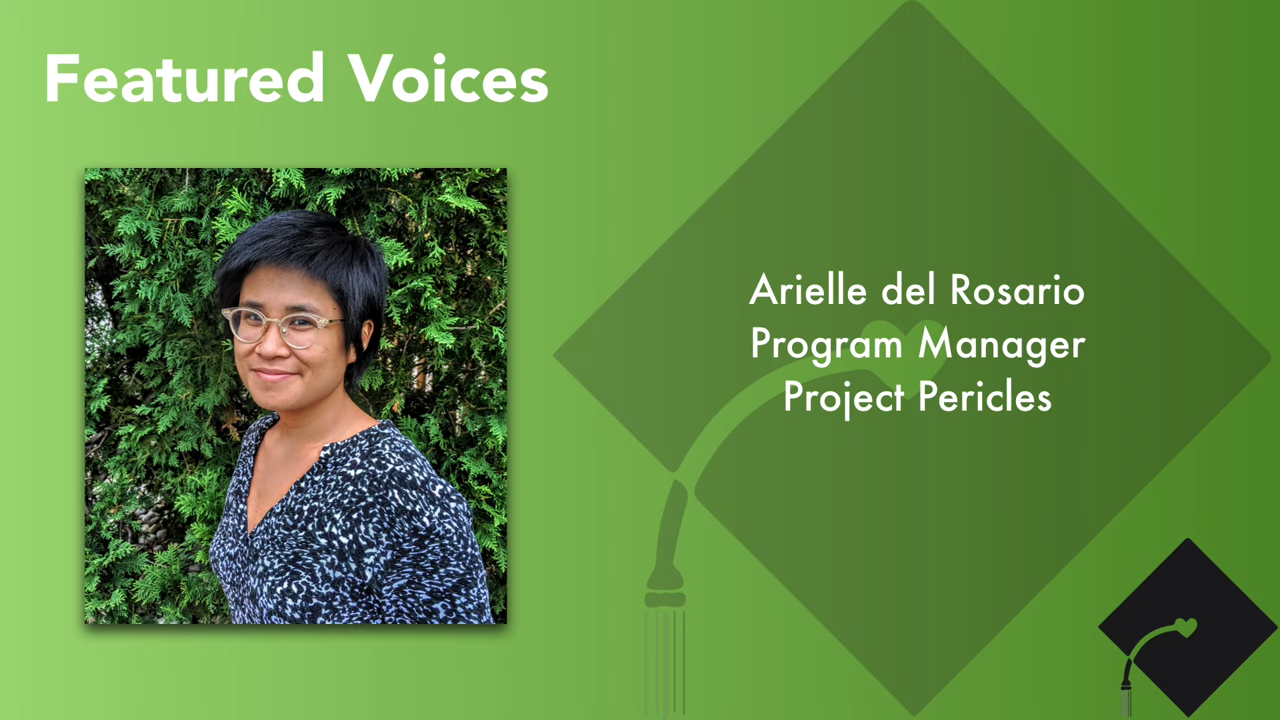 Featured Voices
Arielle del Rosario
Program Manager
Project Pericles